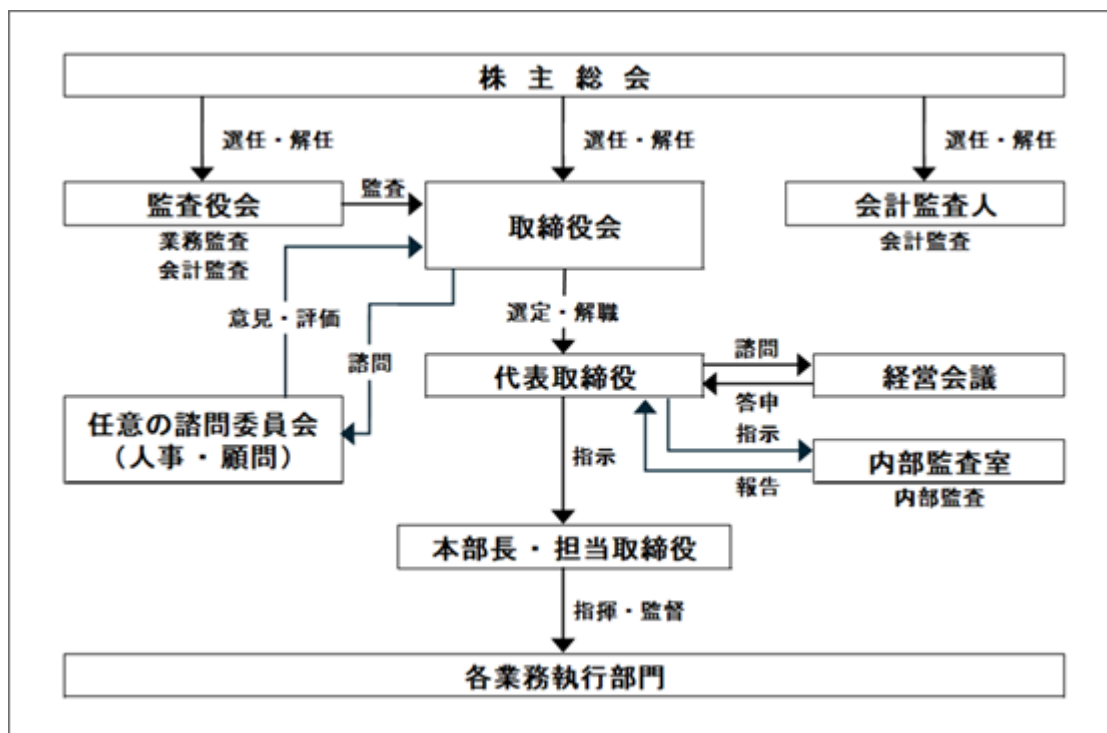 株主総会
選任・解任
選任・解任
選任・解任
監査役会
監査
取締役会
会計監査人
業務監査
会計監査
会計監査
意見・評価
諮問
選定・解職
代表取締役
諮問
答申
経営会議
任意の諮問委員会
（人事・顧問）
指示
指示
報告
内部監査室
内部監査
本部長・担当取締役
指揮・監督
各業務執行部門